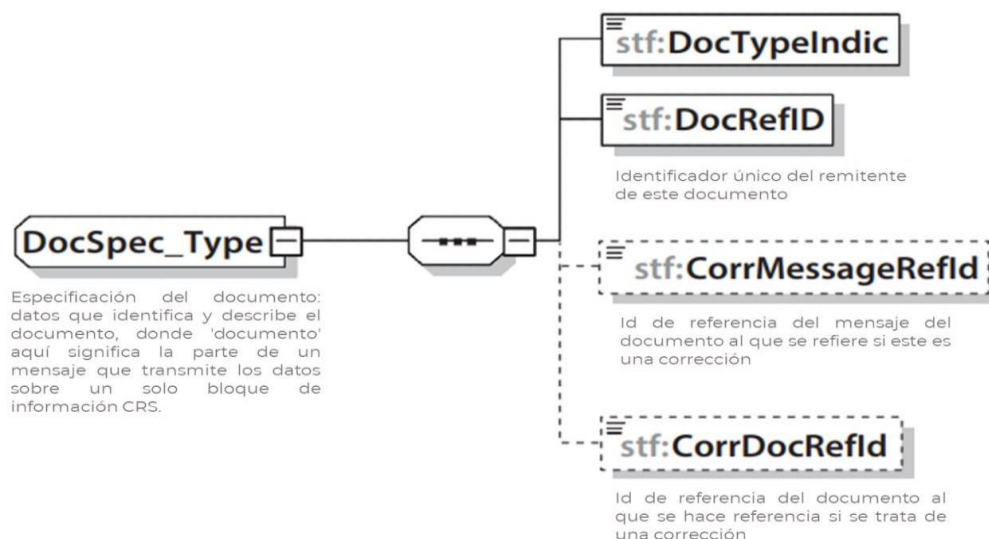 stf:DocTypeIndic
stf:DocRefID
Identificador único del remitente
de este documento
DocSpec_Type
Especificación del documento:
datos que identifica y describe el
documento, donde 'documento'
aquí significa la parte de un
mensaje que transmite los datos
sobre un solo bloque de
información CRS.
stf:CorrMessageRefId
Id de referencia del mensaje del
documento al que se refiere si este es
una corrección
stf:CorrDocRefId
Id de referencia del documento al
que se hace referencia si se trata de
una corrección